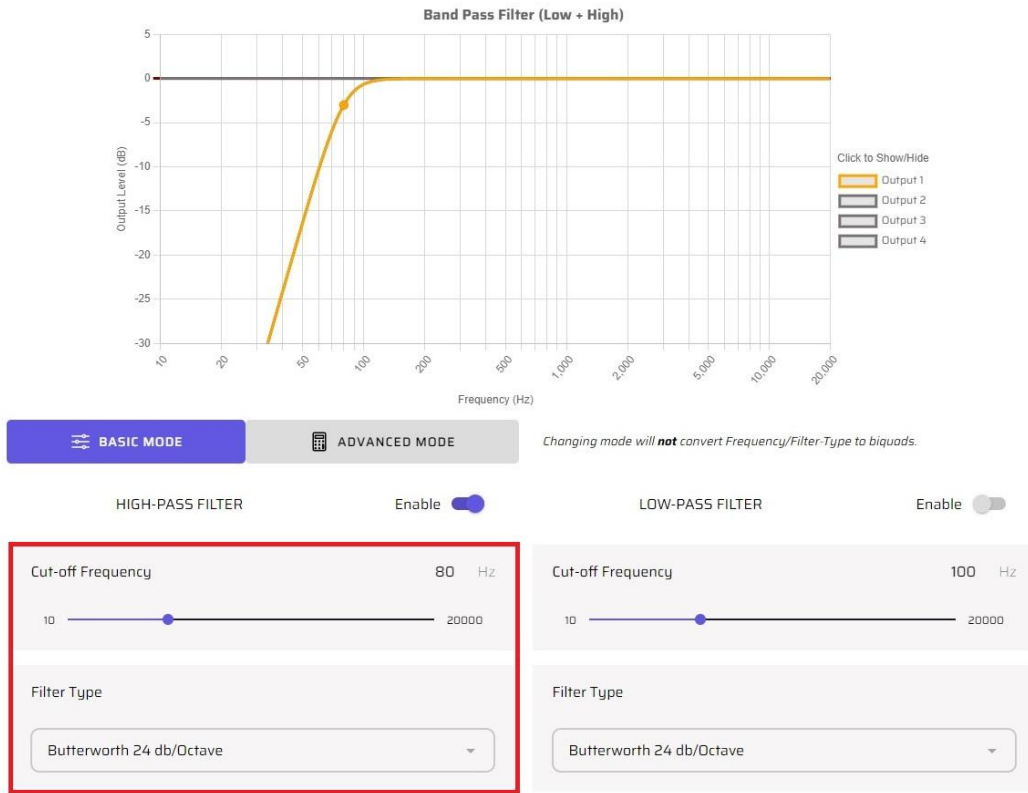 Band Pass Filter (Low + High)
5
0
-5
-10
-15
-20
-25
-30
Output Level (dB)
10 20 50 100 200 500 1,000 2,000 5,000 10,000 20,000
Frequency (Hz)
Click to Show/Hide
Output 1
Output 2
Output 3
Output 4
BASIC MODE ADVANCED MODE Changing mode will not convert Frequency/Filter-Type to biquads.
HIGH-PASS FILTER Enable LOW-PASS FILTER Enable
Cut-off Frequency 80 Hz
10 20000
Filter Type
Butterworth 24 db/Octave
Cut-off Frequency 100 Hz
10 20000
Filter Type
Butterworth 24 db/Octave